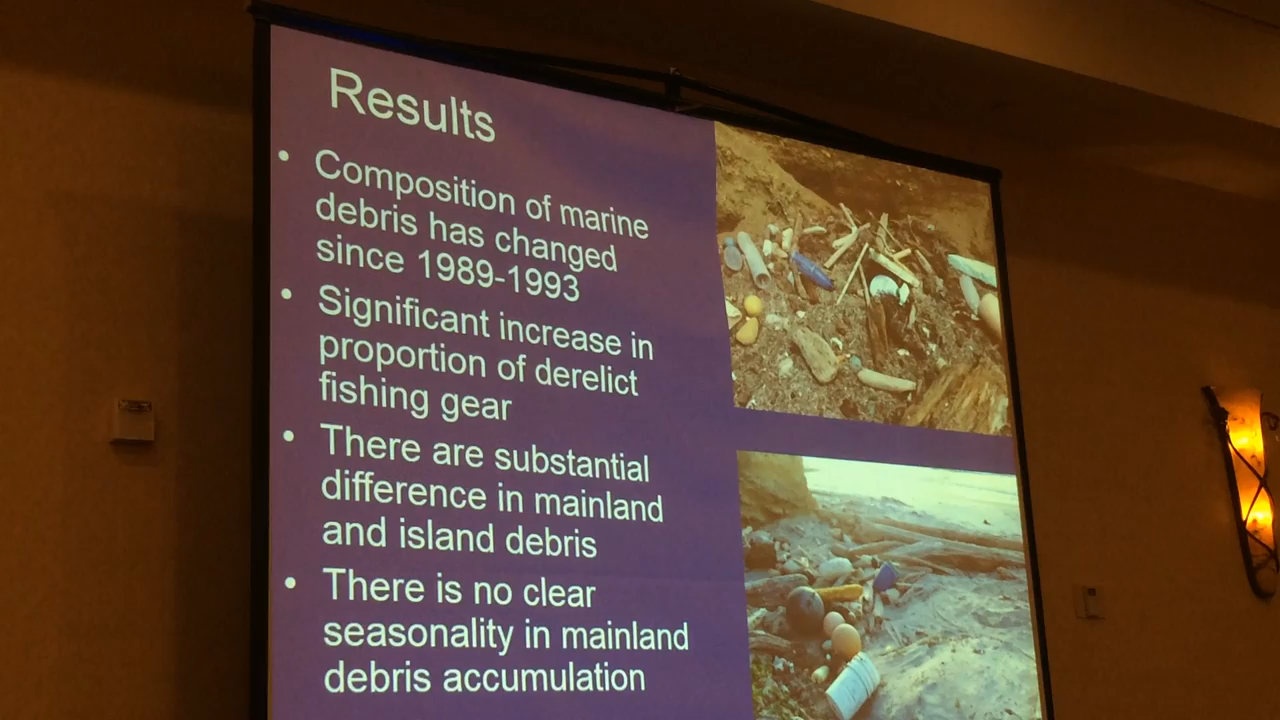 Results
• Composition of marine
debris has changed
since 1989-1993
• Significant increase in
proportion of derelict
fishing gear
• There are substantial
difference in mainland
and island debris
• There is no clear
seasonality in mainland
debris accumulation